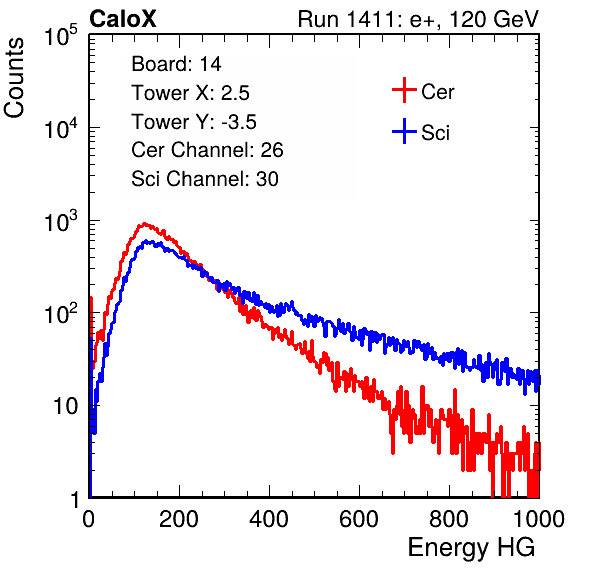 CaloX Run 1411: e+, 120 GeV
Counts
Board: 14
Tower X: 2.5
Tower Y: -3.5
Cer Channel: 26
Sci Channel: 30
Cer
Sci
10^5
10^4
10^3
10^2
10
1
0 200 400 600 800 1000
Energy HG